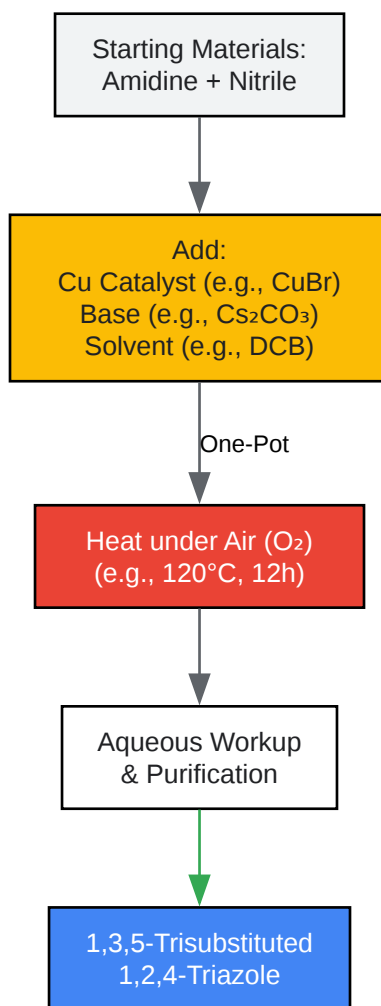 Starting Materials:
Amidine + Nitrile
Add:
Cu Catalyst (e.g., CuBr)
Base (e.g., Cs₂CO₃)
Solvent (e.g., DCB)
One-Pot
Heat under Air (O₂)
(e.g., 120°C, 12h)
Aqueous Workup
& Purification
1,3,5-Trisubstituted
1,2,4-Triazole